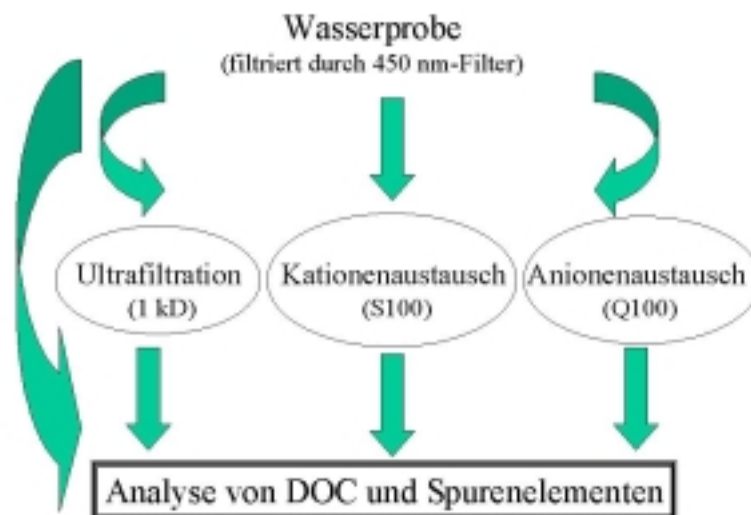 Wasserprobe
(filtriert durch 450 nm-Filter)
Ultrafiltration
(1 kD)
Kationenaustausch
(S100)
Anionenaustausch
(Q100)
Analyse von DOC und Spurenelementen